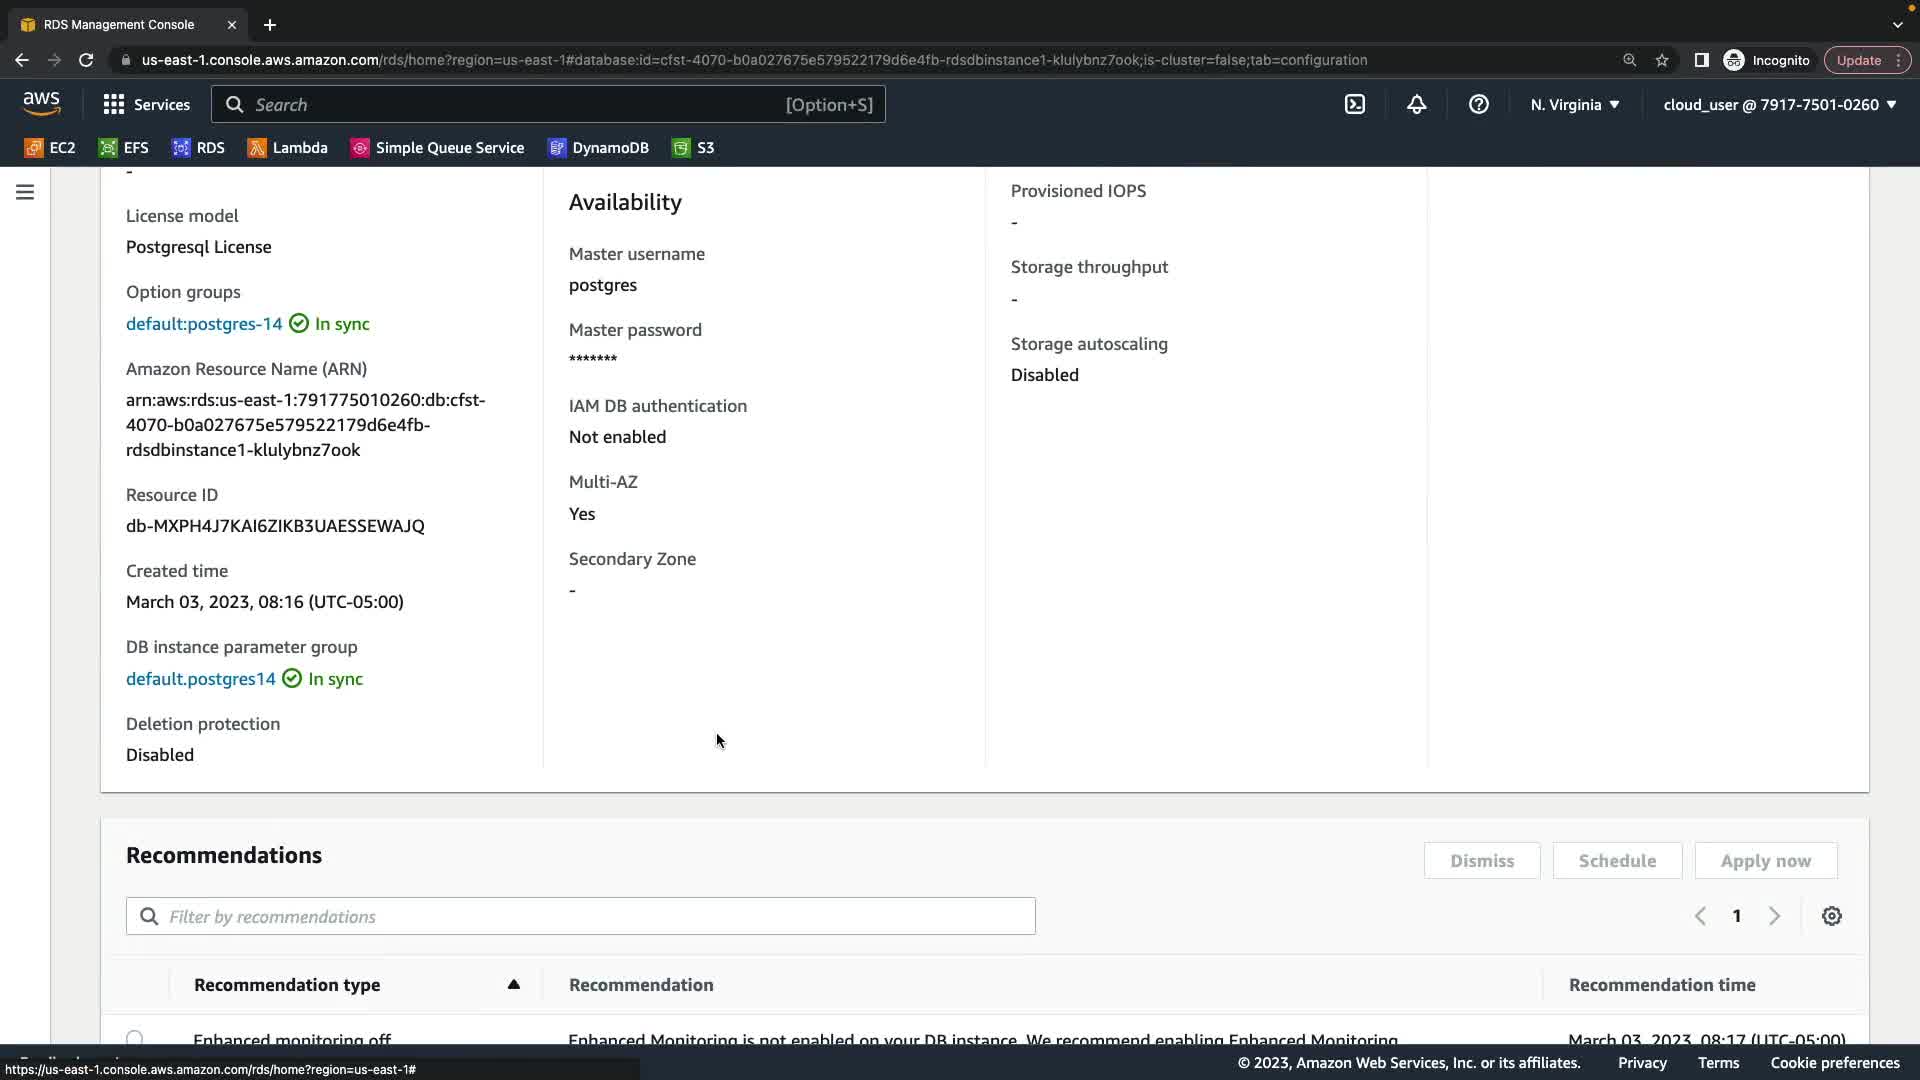 RDS Management Console
us-east-1.console.aws.amazon.com/rds/home?region=us-east-1#database:id=cfst-4070-b0a027675e579522179d6e4fb-rdsdbinstance1-klulybnz7ook;is-cluster=false;tab=configuration
Incognito
Update
aws
Services
Search
[Option+S]
N. Virginia
cloud_user @ 7917-7501-0260
EC2
EFS
RDS
Lambda
Simple Queue Service
DynamoDB
S3
-
License model
Postgresql License
Option groups
default:postgres-14 In sync
Amazon Resource Name (ARN)
arn:aws:rds:us-east-1:791775010260:db:cfst-
4070-b0a027675e579522179d6e4fb-
rdsdbinstance1-klulybnz7ook
Resource ID
db-MXPH4J7KAI6ZIKB3UAESSEWAJQ
Created time
March 03, 2023, 08:16 (UTC-05:00)
DB instance parameter group
default.postgres14 In sync
Deletion protection
Disabled
Availability
Master username
postgres
Master password
*******
IAM DB authentication
Not enabled
Multi-AZ
Yes
Secondary Zone
-
Provisioned IOPS
-
Storage throughput
-
Storage autoscaling
Disabled
Recommendations
Dismiss
Schedule
Apply now
Filter by recommendations
1
Recommendation type
Recommendation
Recommendation time
Enhanced monitoring off
Enhanced Monitoring is not enabled on your DB instance. We recommend enabling Enhanced Monitoring
March 03, 2023, 08:17 (UTC-05:00)
https://us-east-1.console.aws.amazon.com/rds/home?region=us-east-1#
© 2023, Amazon Web Services, Inc. or its affiliates.
Privacy
Terms
Cookie preferences